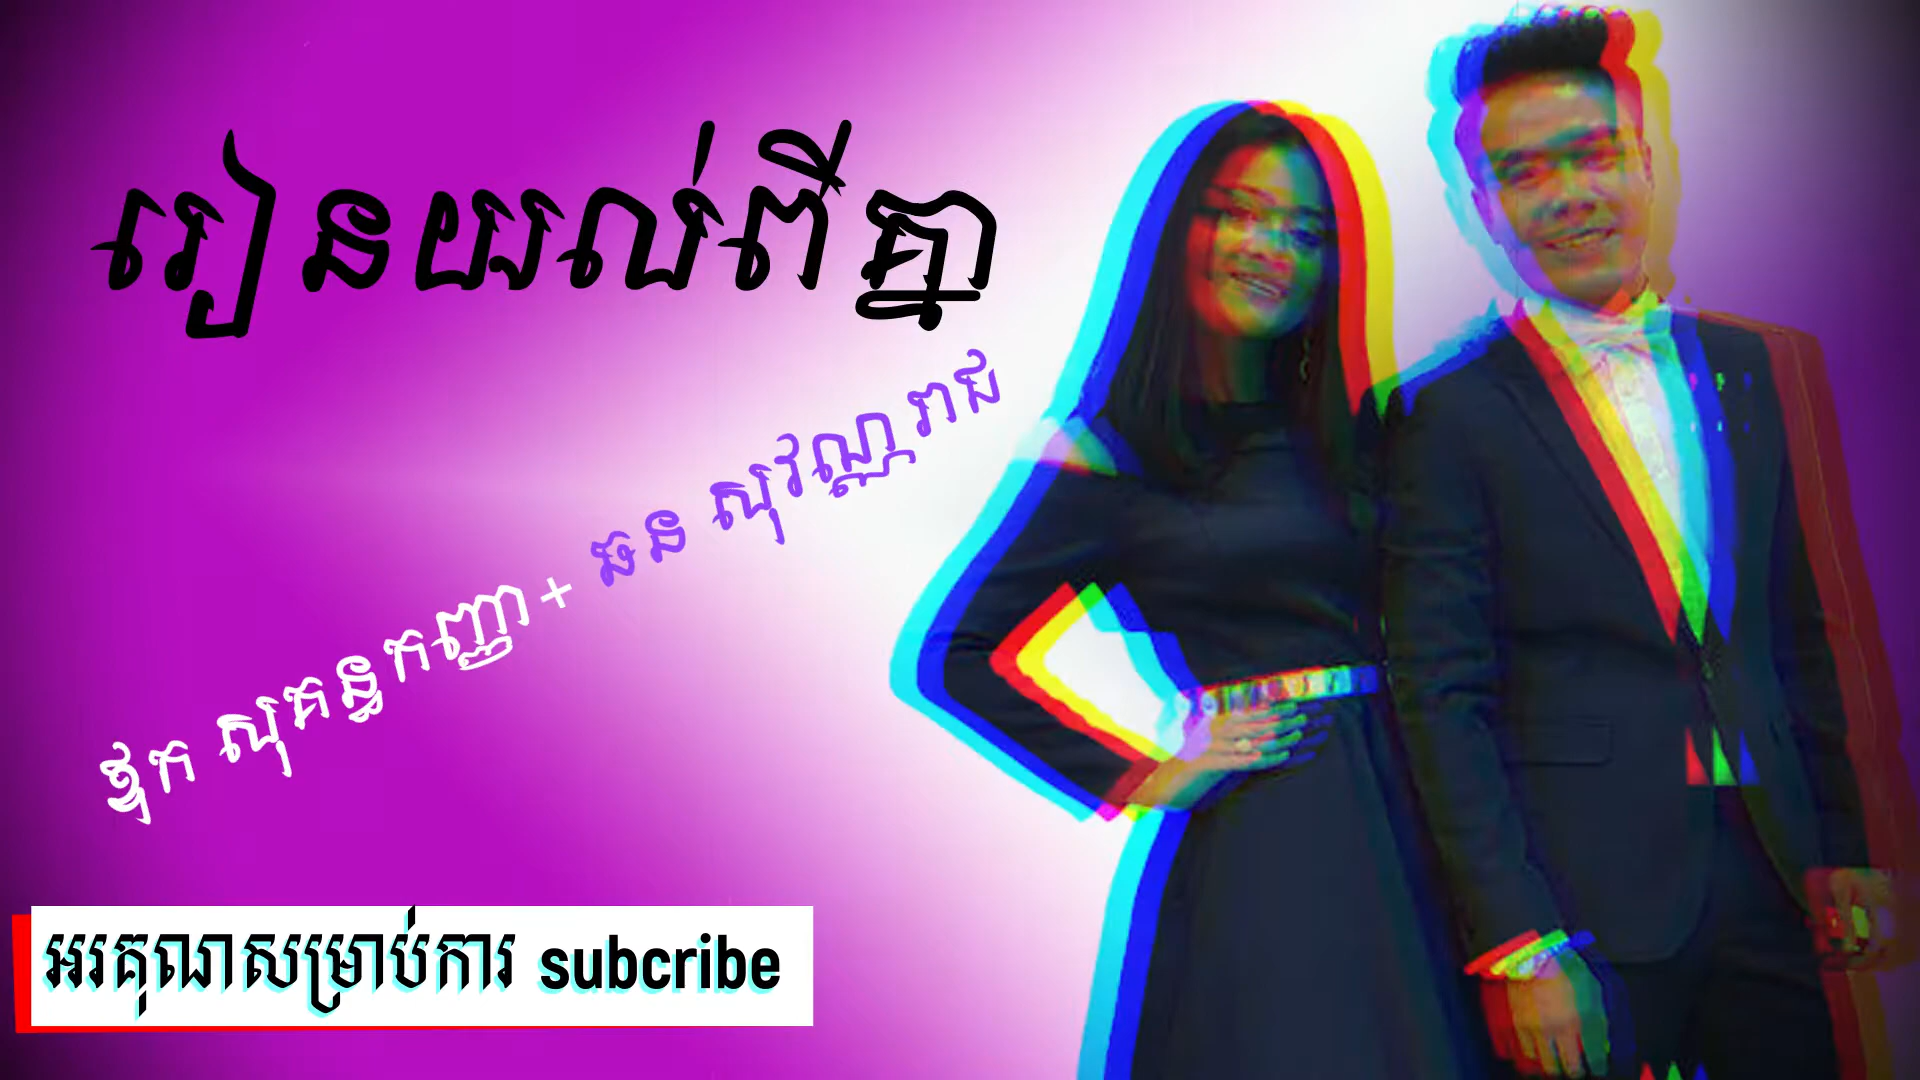 រៀនយល់ពីគ្នា
ឱក សុគន្ធកញ្ញា + ឆន សុវណ្ណរាជ
អរគុណសម្រាប់ការ subcribe